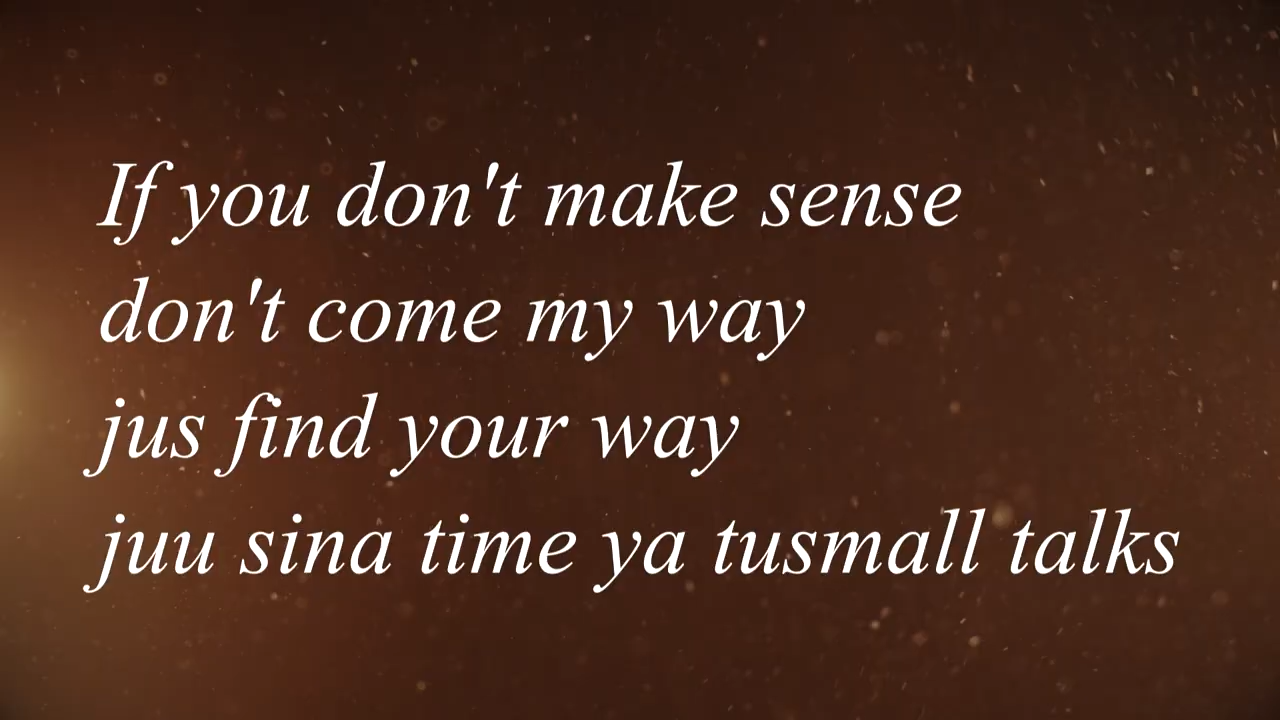 If you don't make sense
don't come my way
jus find your way
juu sina time ya tusmall talks